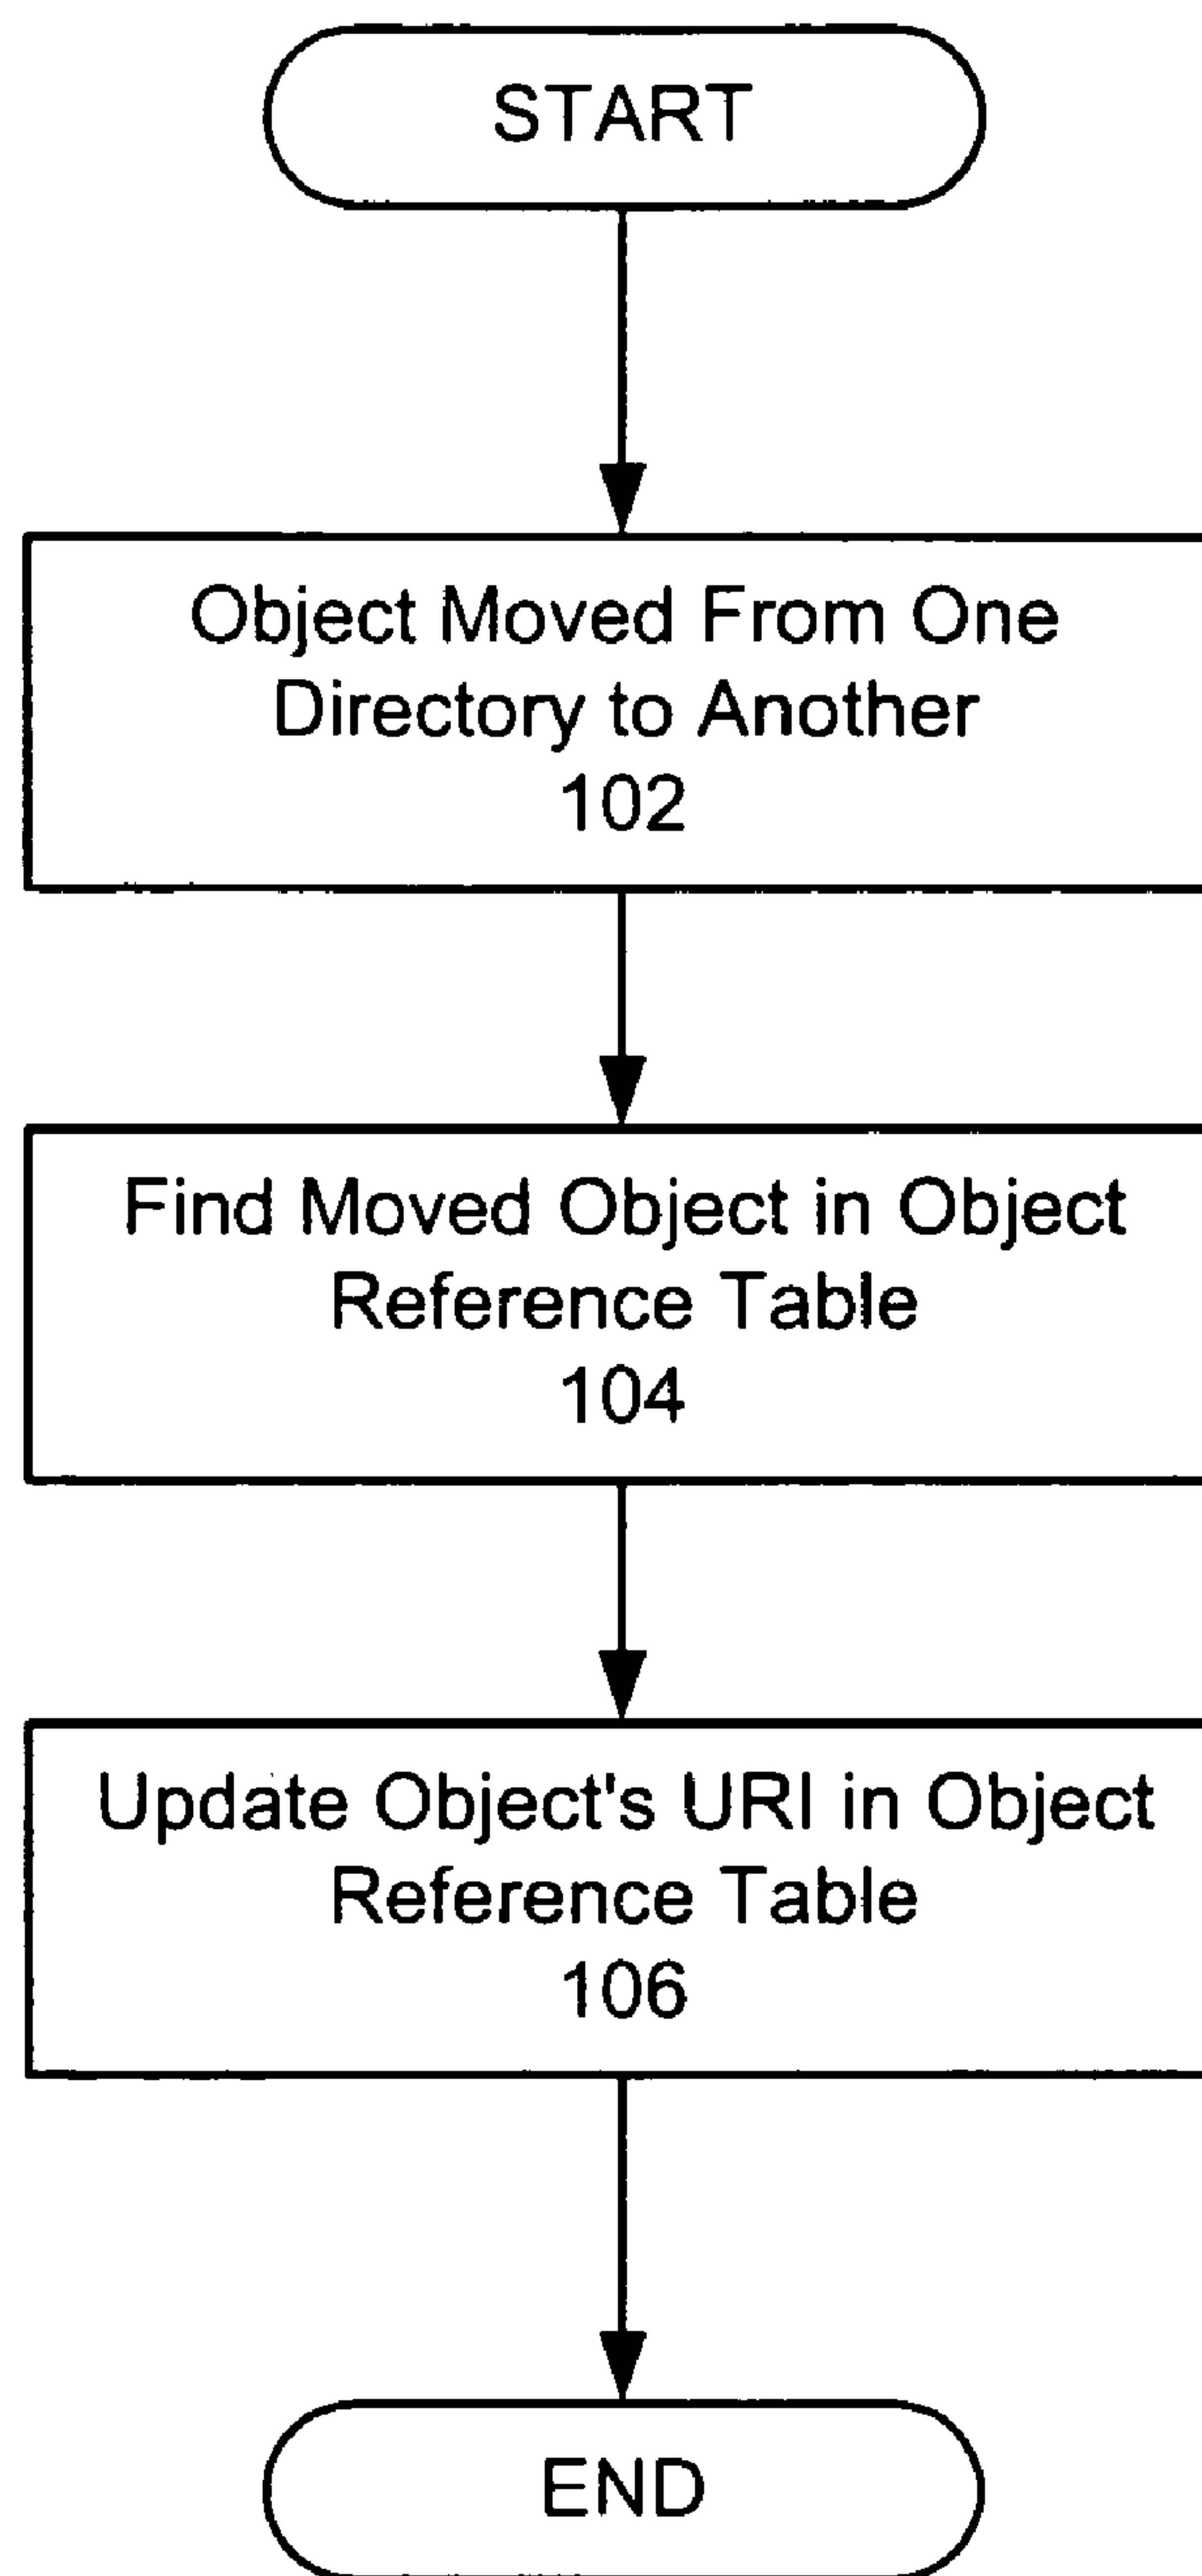 START
Object Moved From One
Directory to Another
102
Find Moved Object in Object
Reference Table
104
Update Object's URI in Object
Reference Table
106
END